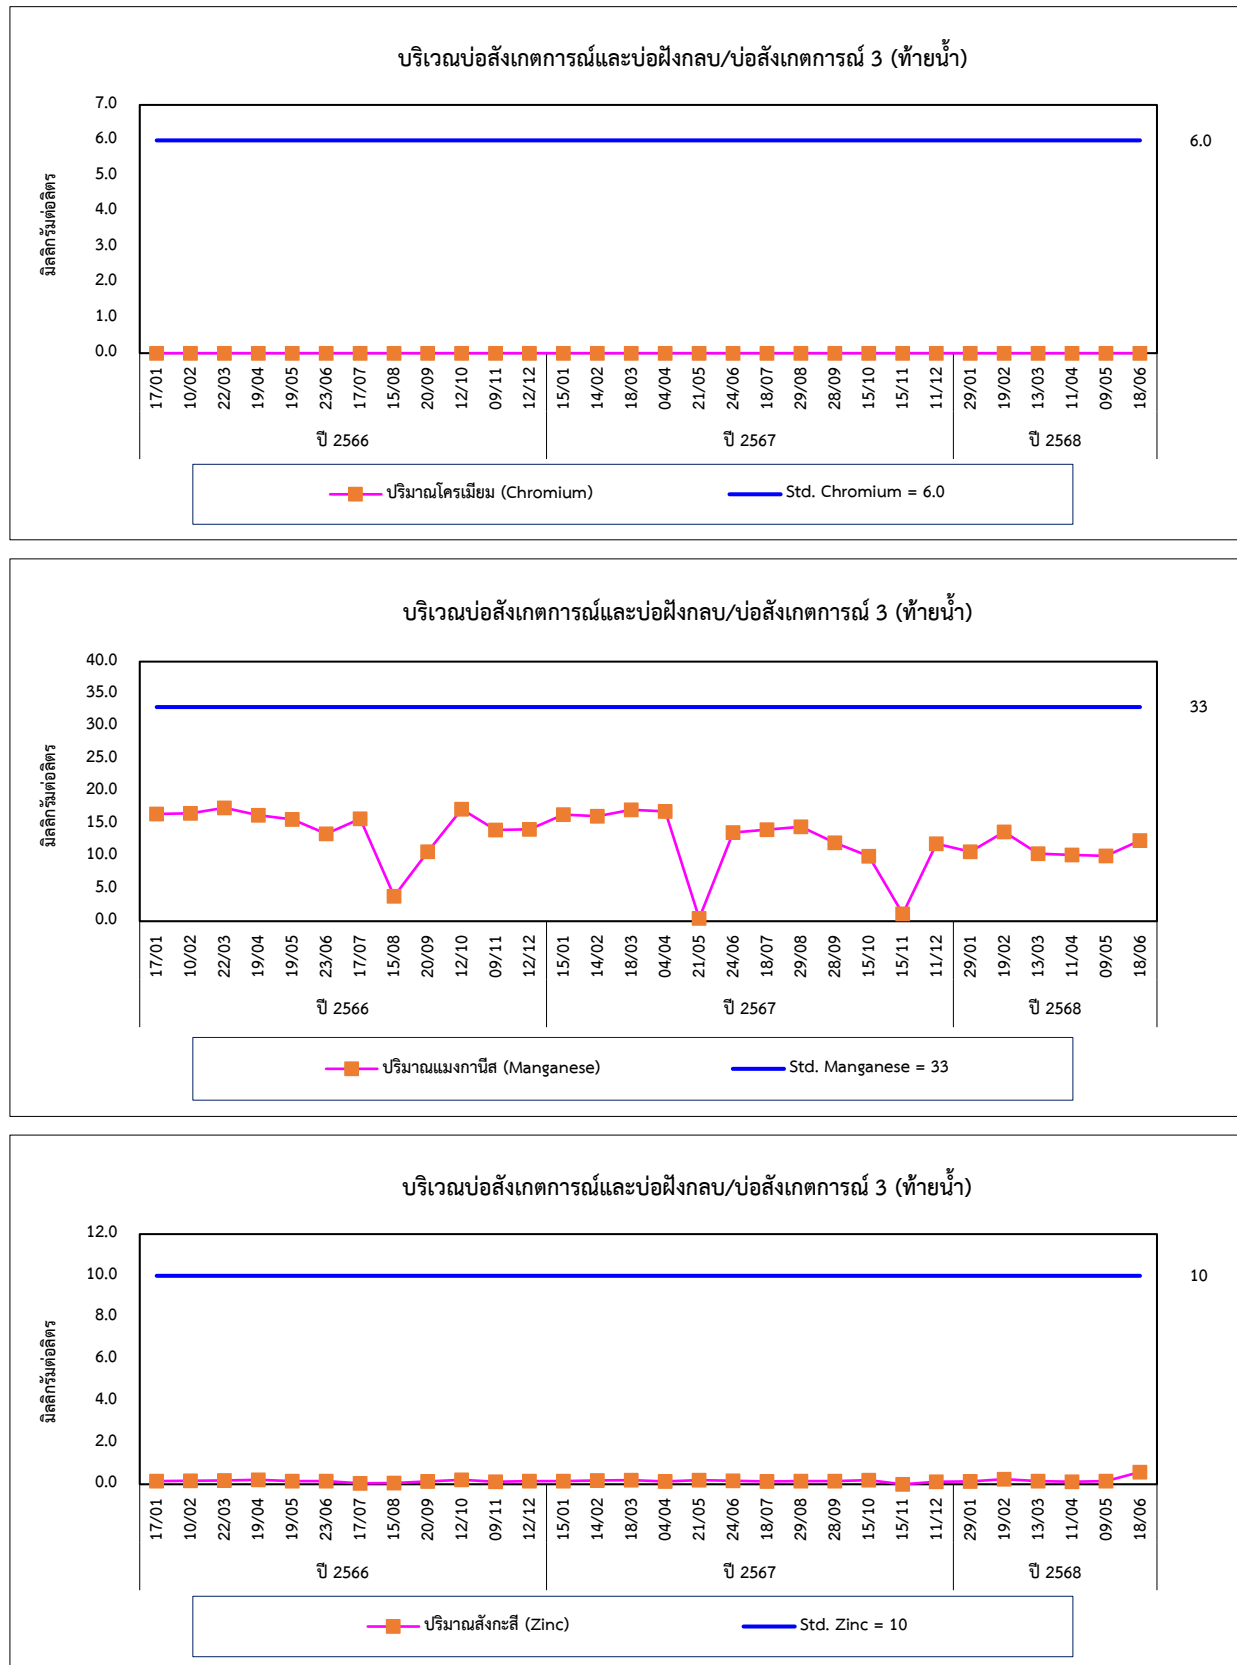 บริเวณบ่อสังเกตการณ์และบ่อฝังกลบ/บ่อสังเกตการณ์ 3 (ท้ายน้ำ)
มิลลิกรัมต่อลิตร
7.0
6.0
5.0
4.0
3.0
2.0
1.0
0.0
6.0
17/01 10/02 22/03 19/04 19/05 23/06 17/07 15/08 20/09 12/10 09/11 12/12 15/01 14/02 18/03 04/04 21/05 24/06 18/07 29/08 28/09 15/10 15/11 11/12 29/01 19/02 13/03 11/04 09/05 18/06
ปี 2566 ปี 2567 ปี 2568
ปริมาณโครเมียม (Chromium) Std. Chromium = 6.0
บริเวณบ่อสังเกตการณ์และบ่อฝังกลบ/บ่อสังเกตการณ์ 3 (ท้ายน้ำ)
มิลลิกรัมต่อลิตร
40.0
35.0
30.0
25.0
20.0
15.0
10.0
5.0
0.0
33
17/01 10/02 22/03 19/04 19/05 23/06 17/07 15/08 20/09 12/10 09/11 12/12 15/01 14/02 18/03 04/04 21/05 24/06 18/07 29/08 28/09 15/10 15/11 11/12 29/01 19/02 13/03 11/04 09/05 18/06
ปี 2566 ปี 2567 ปี 2568
ปริมาณแมงกานีส (Manganese) Std. Manganese = 33
บริเวณบ่อสังเกตการณ์และบ่อฝังกลบ/บ่อสังเกตการณ์ 3 (ท้ายน้ำ)
มิลลิกรัมต่อลิตร
12.0
10.0
8.0
6.0
4.0
2.0
0.0
10
17/01 10/02 22/03 19/04 19/05 23/06 17/07 15/08 20/09 12/10 09/11 12/12 15/01 14/02 18/03 04/04 21/05 24/06 18/07 29/08 28/09 15/10 15/11 11/12 29/01 19/02 13/03 11/04 09/05 18/06
ปี 2566 ปี 2567 ปี 2568
ปริมาณสังกะสี (Zinc) Std. Zinc = 10